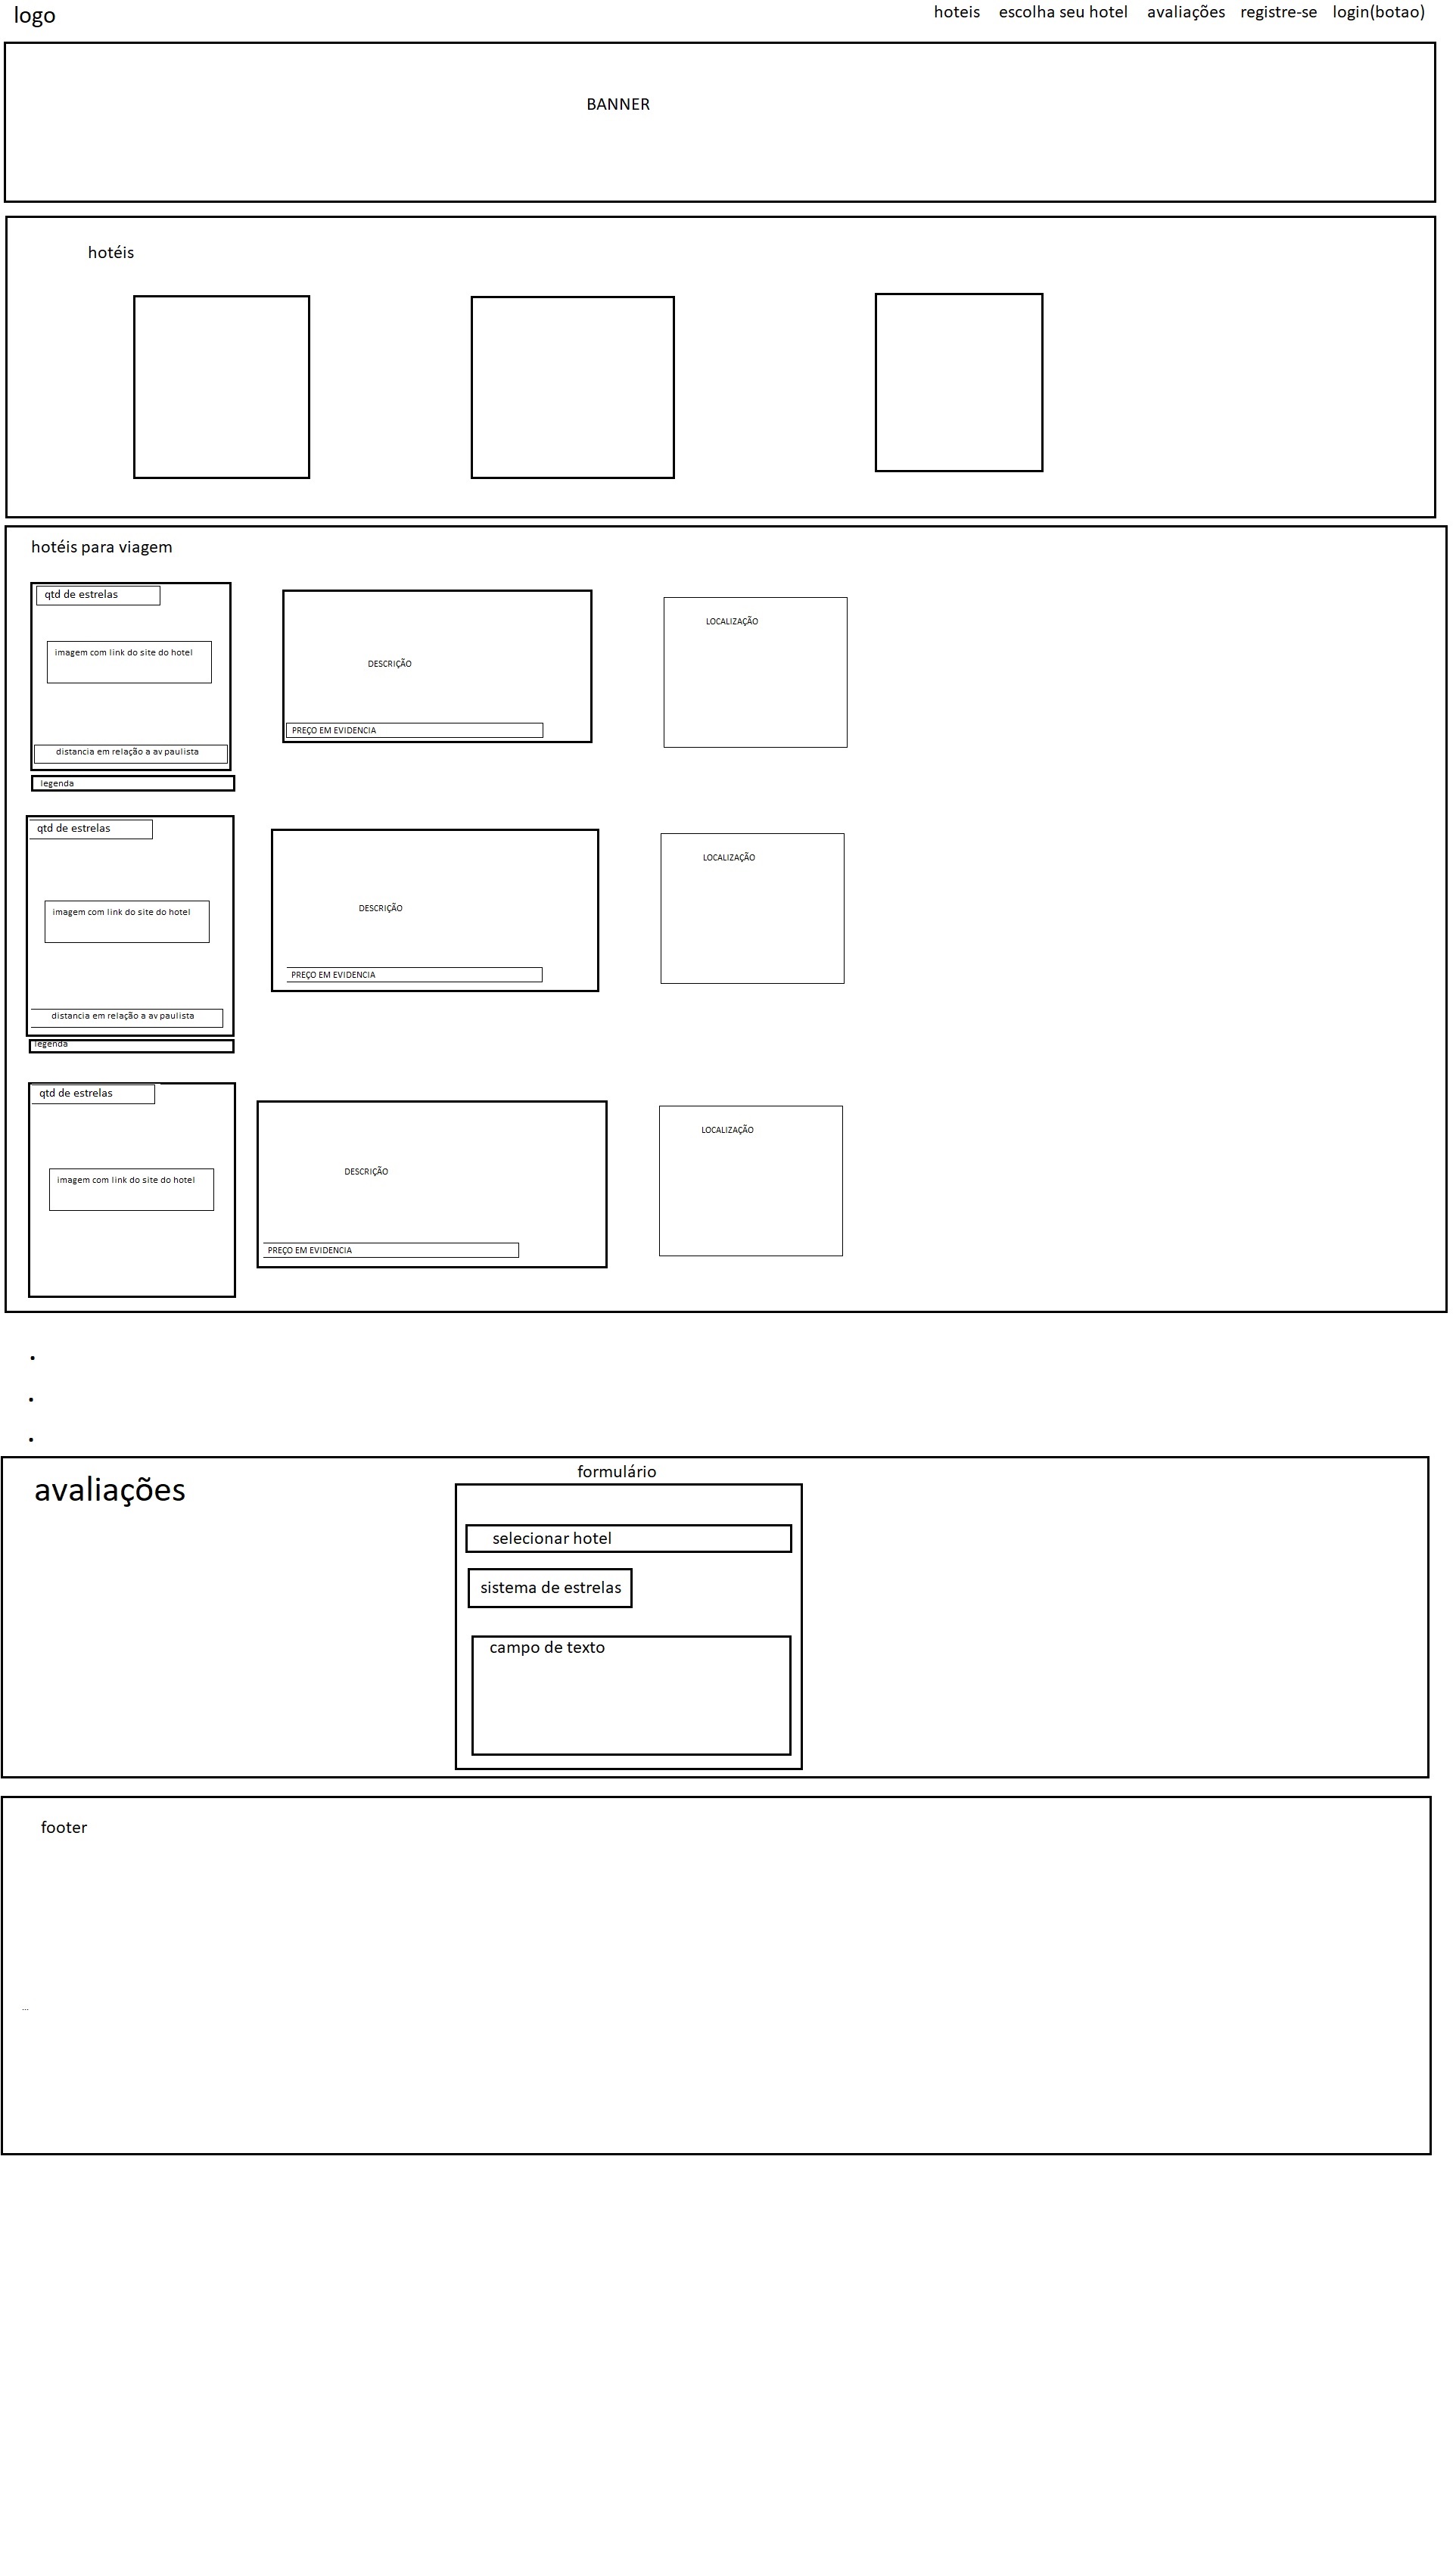 logo
hoteis escolha seu hotel avaliações registre-se login(botao)
BANNER
hotéis
hotéis para viagem
qtd de estrelas
imagem com link do site do hotel
distancia em relação a av paulista
legenda
DESCRIÇÃO
PREÇO EM EVIDENCIA
LOCALIZAÇÃO
qtd de estrelas
imagem com link do site do hotel
distancia em relação a av paulista
legenda
DESCRIÇÃO
PREÇO EM EVIDENCIA
LOCALIZAÇÃO
qtd de estrelas
imagem com link do site do hotel
DESCRIÇÃO
PREÇO EM EVIDENCIA
LOCALIZAÇÃO
.
.
.
avaliações
formulário
selecionar hotel
sistema de estrelas
campo de texto
footer
...